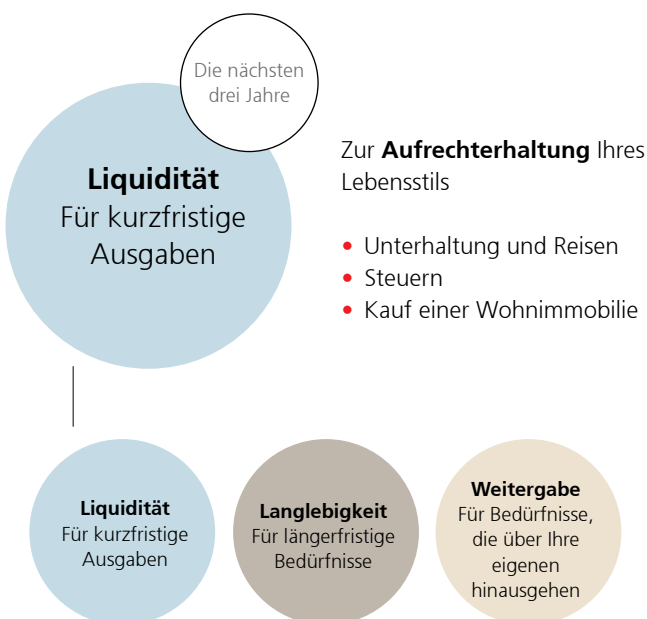 Die nächsten
drei Jahre
Liquidität
Für kurzfristige
Ausgaben
Zur Aufrechterhaltung Ihres
Lebensstils
• Unterhaltung und Reisen
• Steuern
• Kauf einer Wohnimmobilie
Liquidität
Für kurzfristige
Ausgaben
Langlebigkeit
Für längerfristige
Bedürfnisse
Weitergabe
Für Bedürfnisse,
die über Ihre
eigenen
hinausgehen